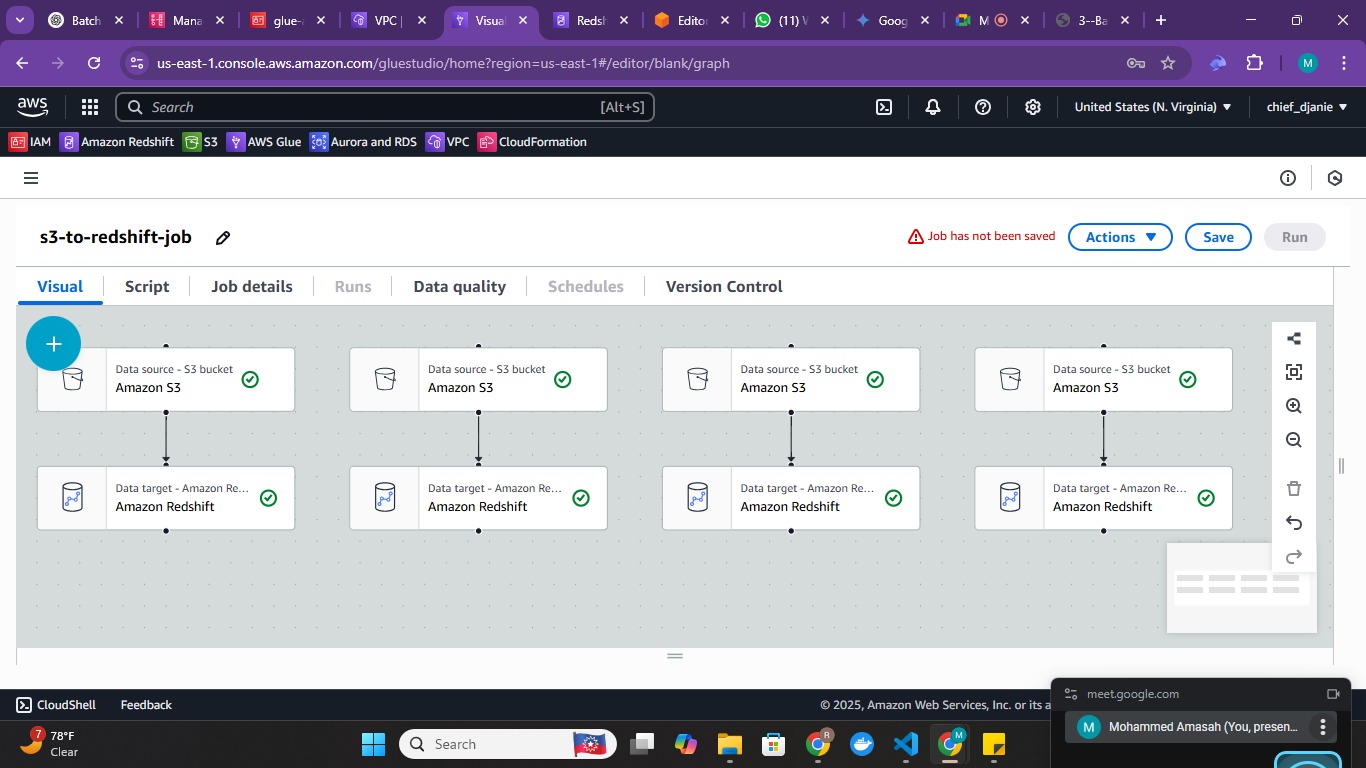 Batch
Mana
glue-
VPC |
Visual
Redsh
Editor
(11) W
Goog
M
3--Ba
us-east-1.console.aws.amazon.com/gluestudio/home?region=us-east-1#/editor/blank/graph
M
aws
Search
[Alt+S]
United States (N. Virginia)
chief_djanie
IAM
Amazon Redshift
S3
AWS Glue
Aurora and RDS
VPC
CloudFormation
s3-to-redshift-job
Job has not been saved
Actions
Save
Run
Visual
Script
Job details
Runs
Data quality
Schedules
Version Control
Data source - S3 bucket
Amazon S3
Data source - S3 bucket
Amazon S3
Data source - S3 bucket
Amazon S3
Data source - S3 bucket
Amazon S3
Data target - Amazon Re...
Amazon Redshift
Data target - Amazon Re...
Amazon Redshift
Data target - Amazon Re...
Amazon Redshift
Data target - Amazon Re...
Amazon Redshift
CloudShell
Feedback
© 2025, Amazon Web Services, Inc. or its a
meet.google.com
M
Mohammed Amasah (You, presen...
7
78°F
Clear
Search
R
M